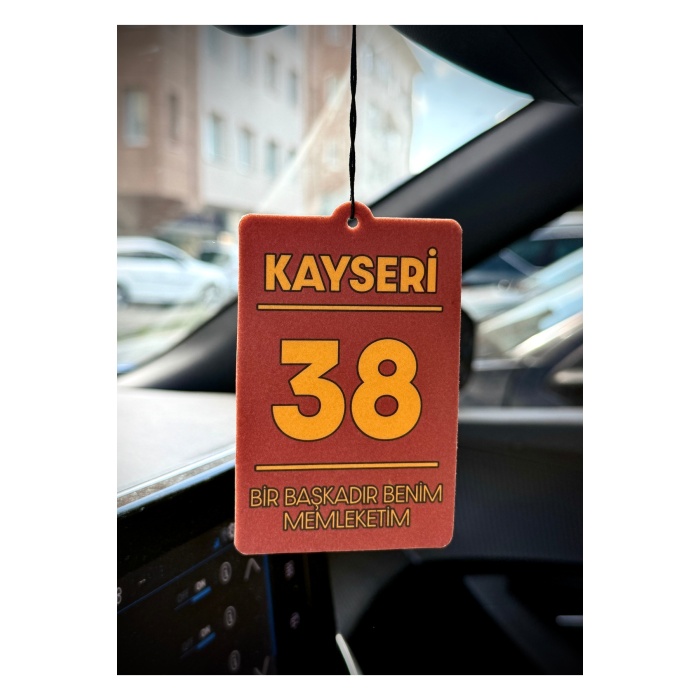 KAYSERİ
38
BİR BAŞKADIR BENİM
MEMLEKETİM